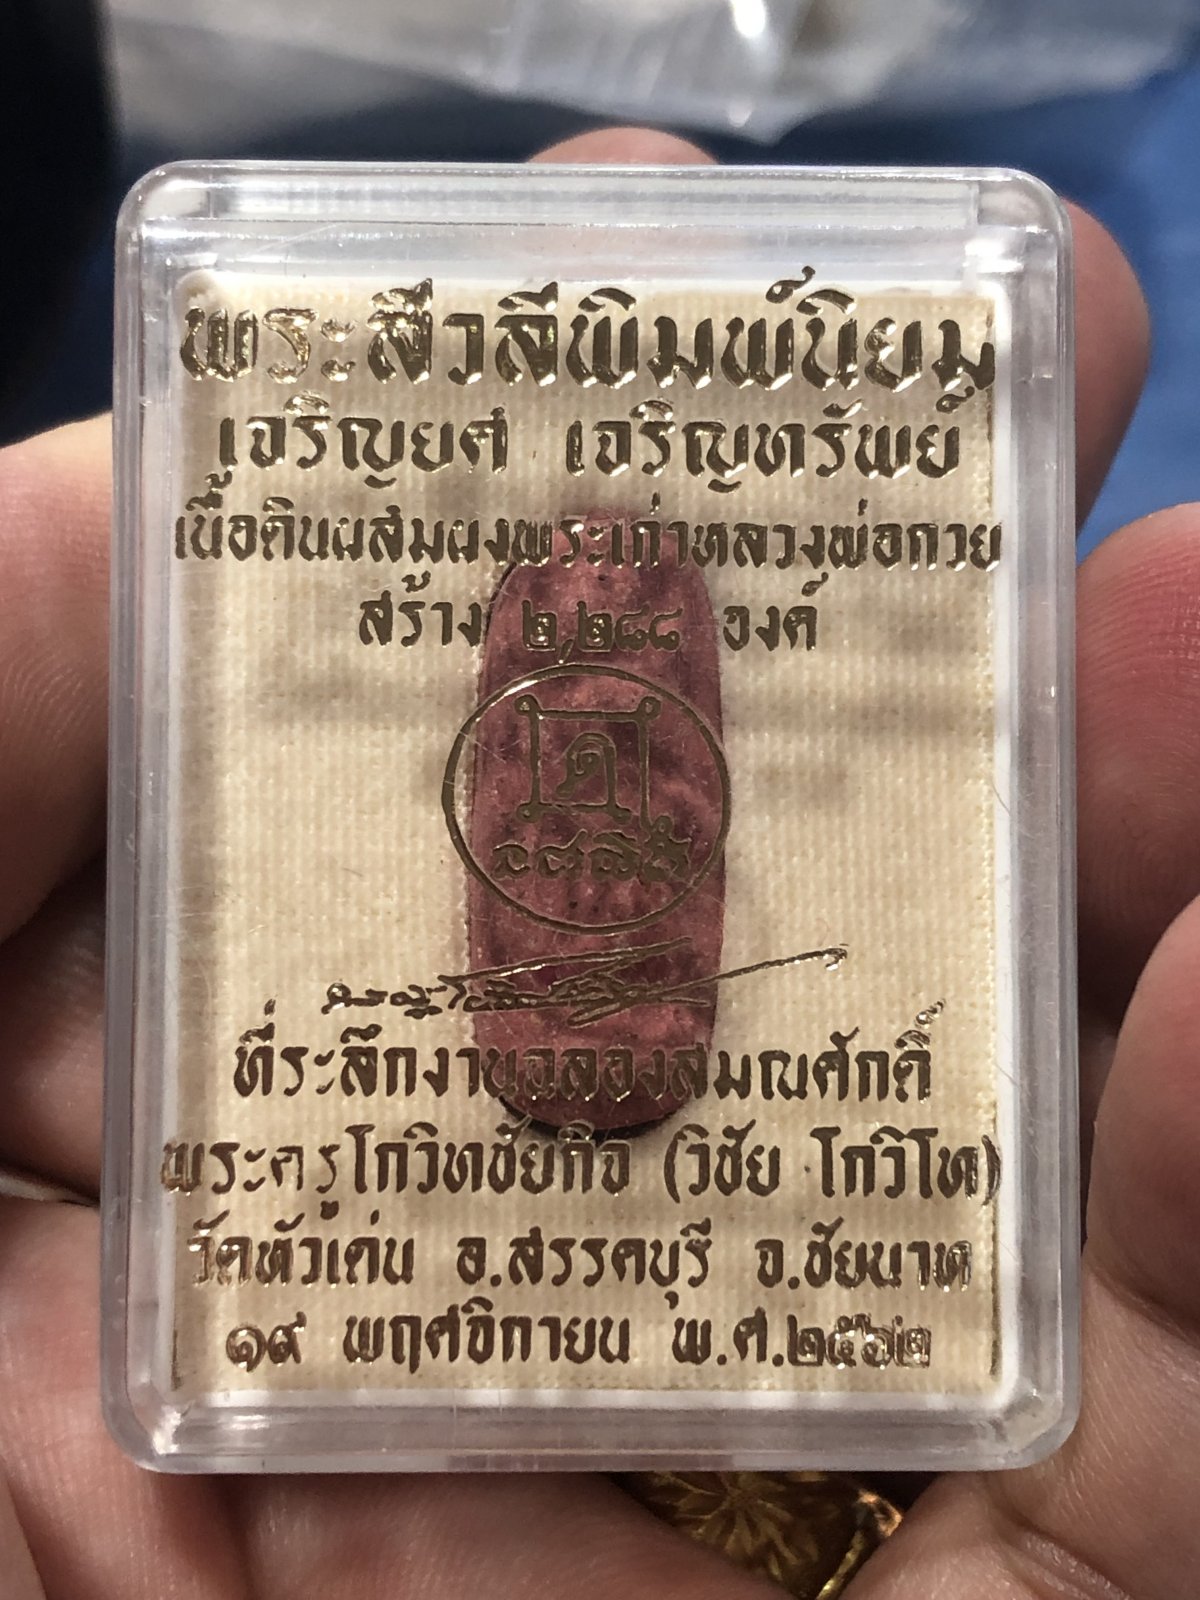 พระสีวลีพิมพ์นิยม
เจริญยศ เจริญทรัพย์
เนื้อดินผสมผงพระเก่าหลวงพ่อกวย
สร้าง ๒,๒๘๘ องค์
ที่ระลึกงานฉลองสมณศักดิ์
พระครูโกวิทชัยกิจ (วิชัย โกวิโท)
วัดหัวเด่น อ.สรรคบุรี จ.ชัยนาท
๑๙ พฤศจิกายน พ.ศ.๒๕๖๒